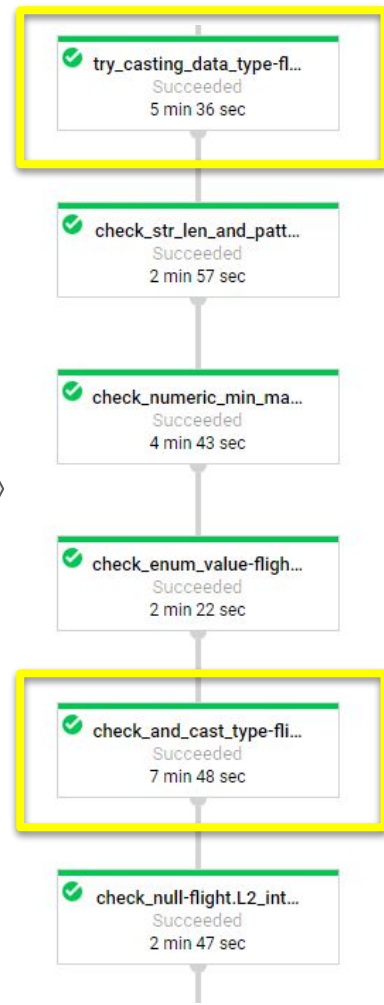 try_casting_data_type-fl...
Succeeded
5 min 36 sec
check_str_len_and_patt...
Succeeded
2 min 57 sec
check_numeric_min_ma...
Succeeded
4 min 43 sec
check_enum_value-fligh...
Succeeded
2 min 22 sec
check_and_cast_type-fli...
Succeeded
7 min 48 sec
check_null-flight.L2_int...
Succeeded
2 min 47 sec